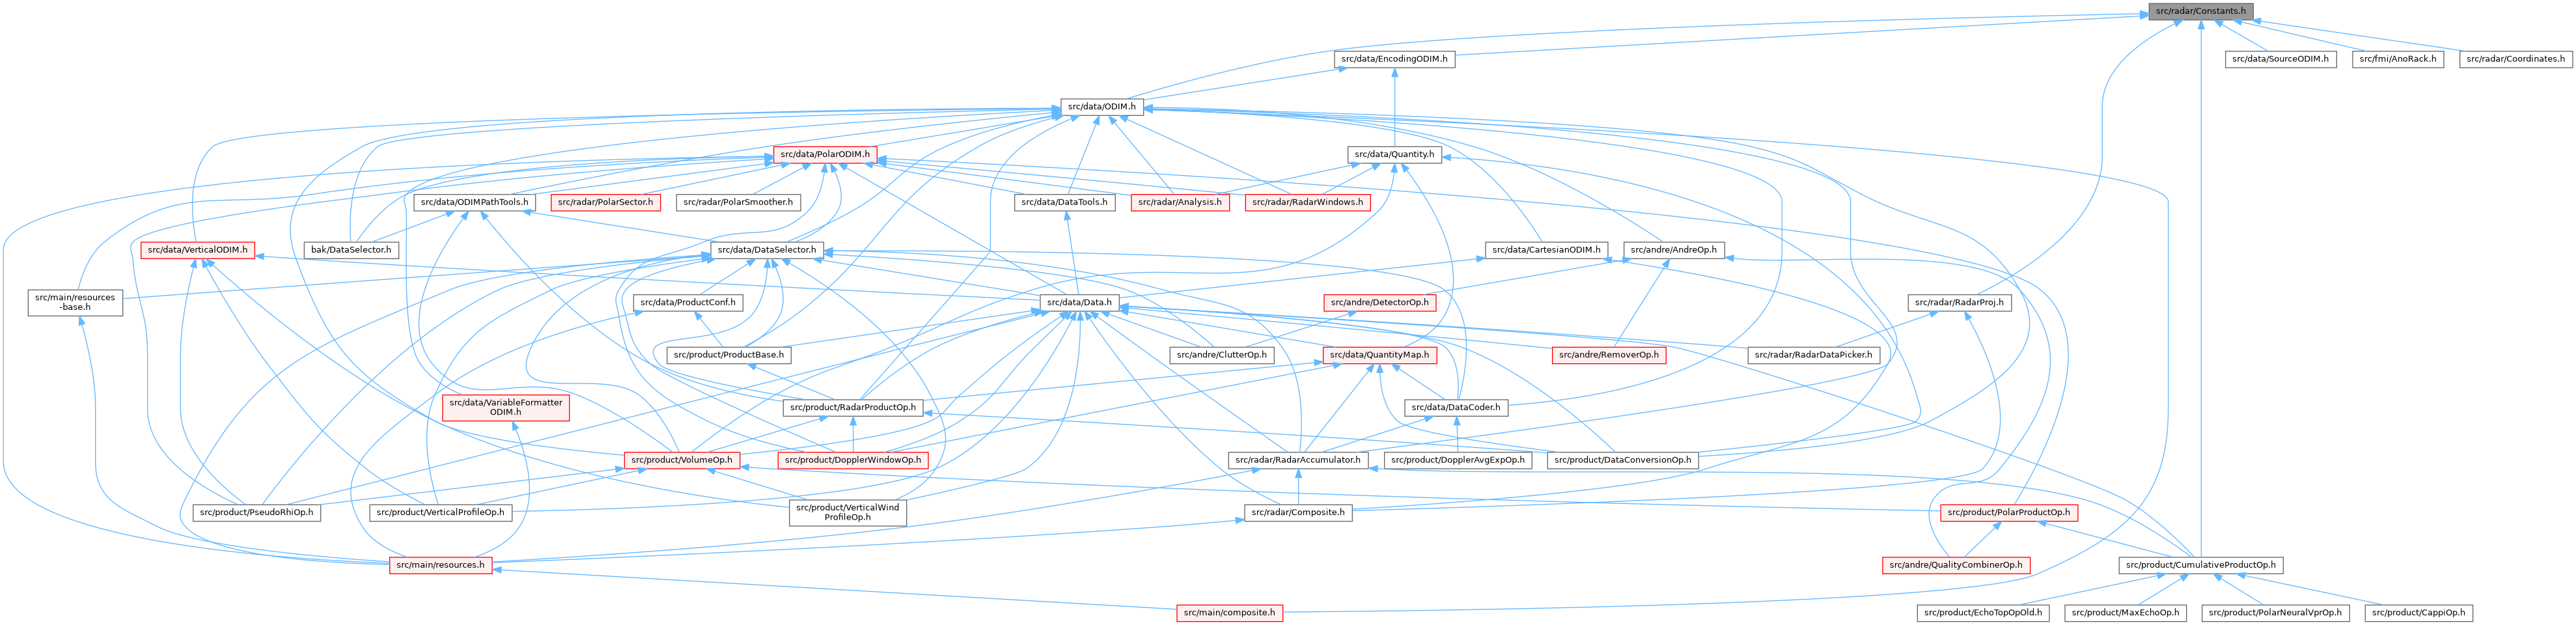 src/radar/Constants.h
src/data/EncodingODIM.h
src/data/SourceODIM.h
src/fmi/AnoRack.h
src/radar/Coordinates.h
src/data/ODIM.h
src/data/PolarODIM.h
src/data/Quantity.h
src/data/ODIMPathTools.h
src/radar/PolarSector.h
src/radar/PolarSmoother.h
src/data/DataTools.h
src/radar/Analysis.h
src/radar/RadarWindows.h
src/data/VerticalODIM.h
bak/DataSelector.h
src/data/DataSelector.h
src/data/CartesianODIM.h
src/andre/AndreOp.h
src/main/resources
-base.h
src/data/ProductConf.h
src/data/Data.h
src/andre/DetectorOp.h
src/radar/RadarProj.h
src/product/ProductBase.h
src/andre/ClutterOp.h
src/data/QuantityMap.h
src/andre/RemoverOp.h
src/radar/RadarDataPicker.h
src/data/VariableFormatter
ODIM.h
src/product/RadarProductOp.h
src/data/DataCoder.h
src/product/VolumeOp.h
src/product/DopplerWindowOp.h
src/radar/RadarAccumulator.h
src/product/DopplerAvgExpOp.h
src/product/DataConversionOp.h
src/product/PseudoRhiOp.h
src/product/VerticalProfileOp.h
src/product/VerticalWind
ProfileOp.h
src/radar/Composite.h
src/product/PolarProductOp.h
src/main/resources.h
src/andre/QualityCombinerOp.h
src/product/CumulativeProductOp.h
src/main/composite.h
src/product/EchoTopOpOld.h
src/product/MaxEchoOp.h
src/product/PolarNeuralVprOp.h
src/product/CappiOp.h